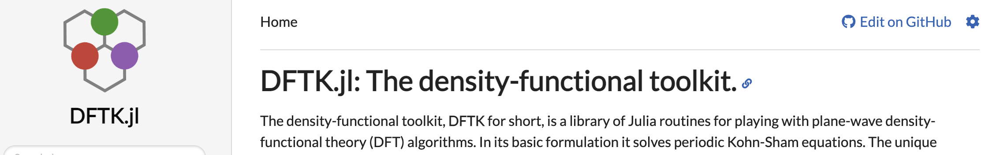 Home
Edit on GitHub
DFTK.jl
DFTK.jl: The density-functional toolkit.
The density-functional toolkit, DFTK for short, is a library of Julia routines for playing with plane-wave density-
functional theory (DFT) algorithms. In its basic formulation it solves periodic Kohn-Sham equations. The unique